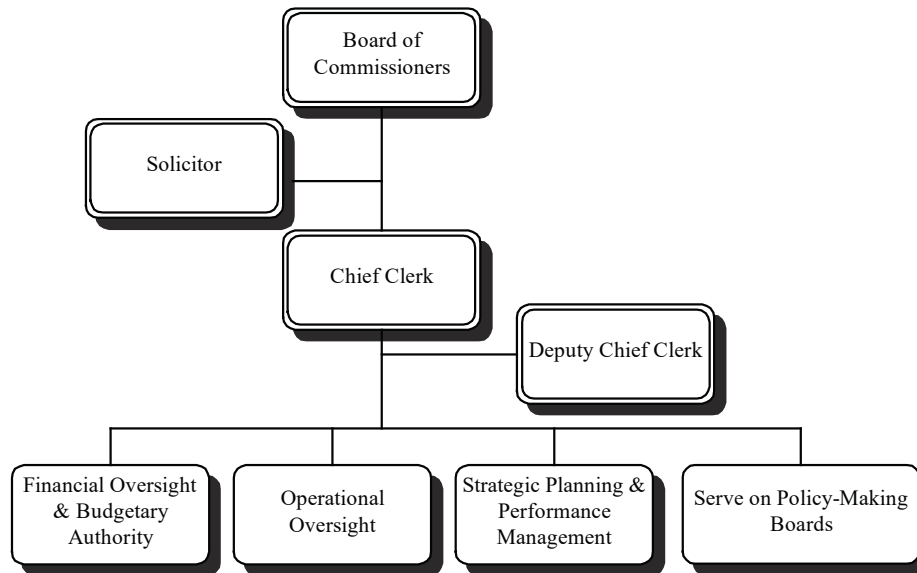 Board of
Commissioners
Solicitor
Chief Clerk
Deputy Chief Clerk
Financial Oversight
& Budgetary
Authority
Operational
Oversight
Strategic Planning &
Performance
Management
Serve on Policy-Making
Boards